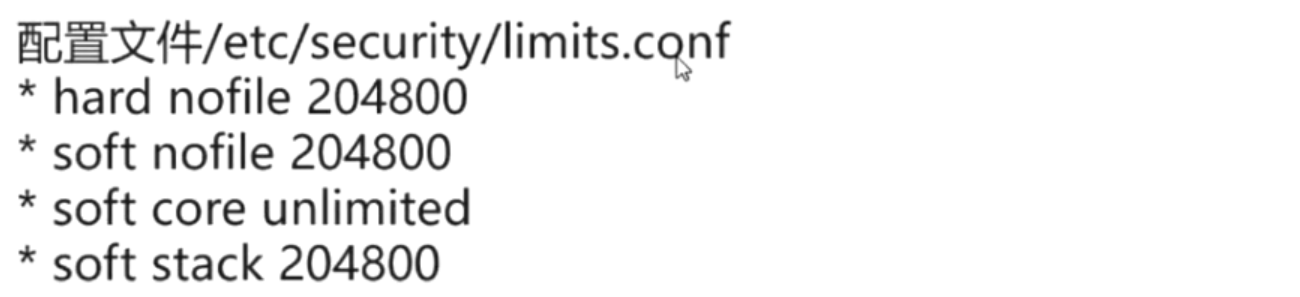 配置文件/etc/security/limits.conf
* hard nofile 204800
* soft nofile 204800
* soft core unlimited
* soft stack 204800